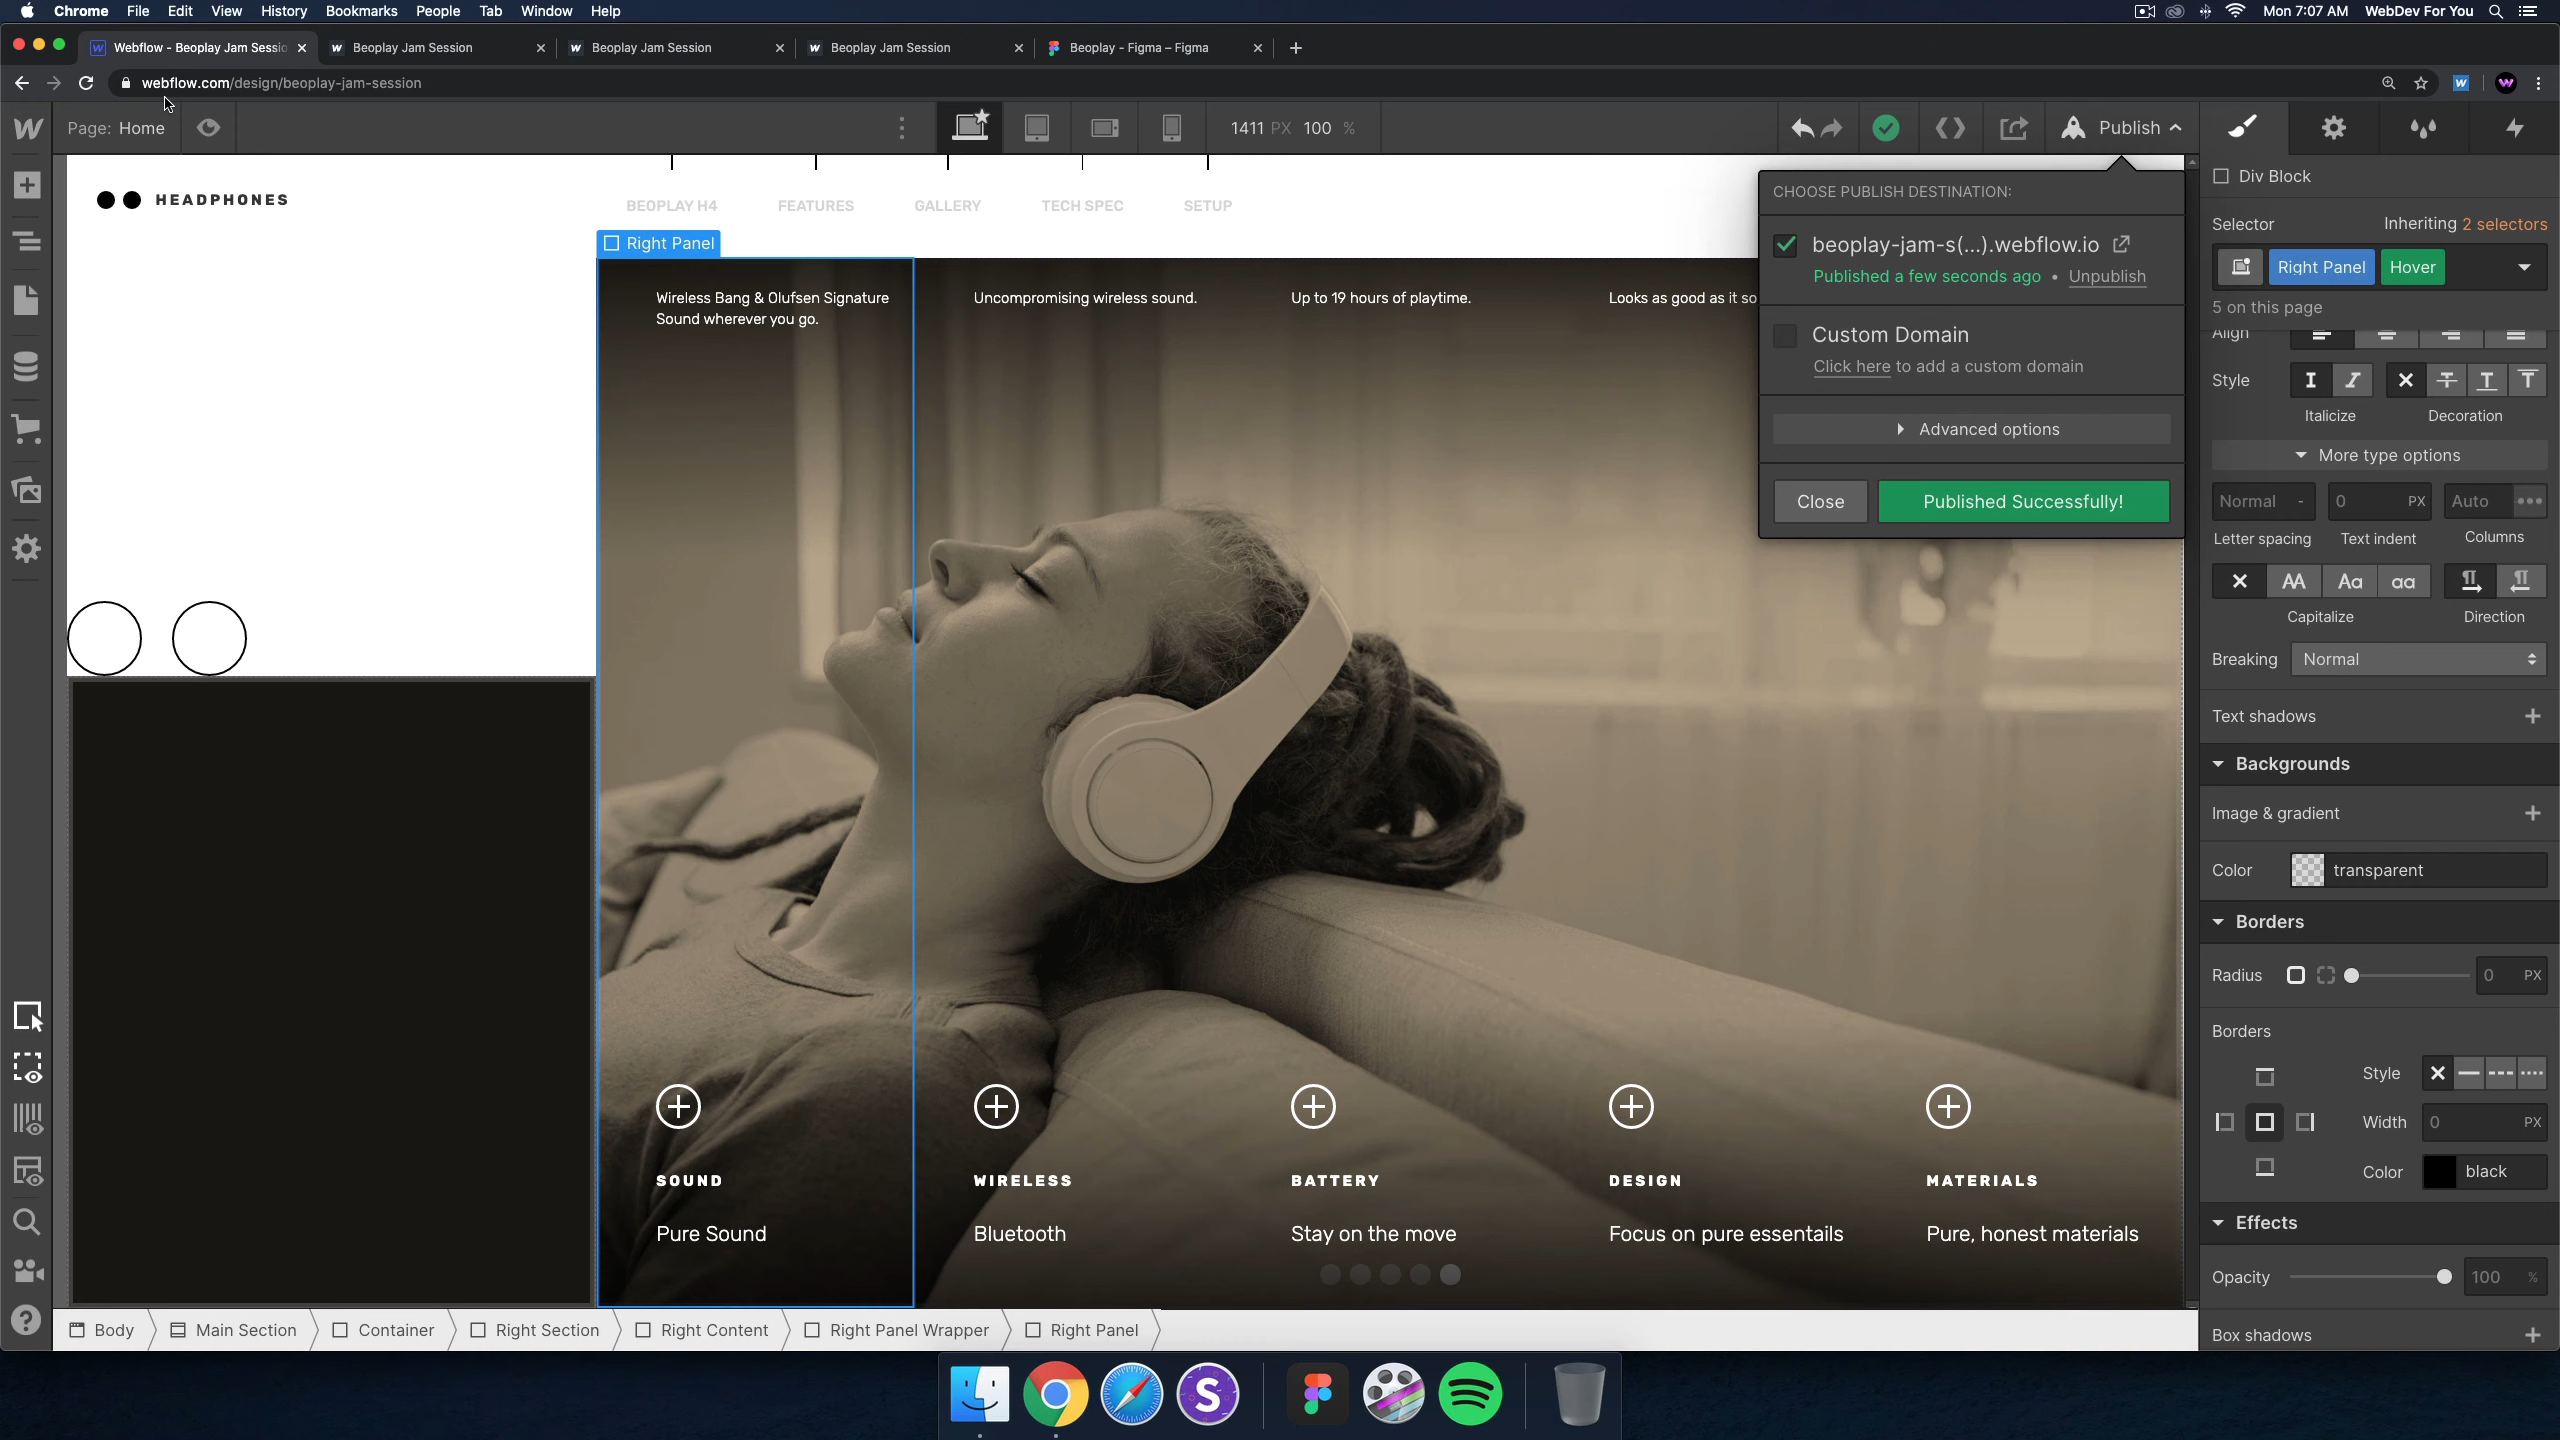 Chrome File Edit View History Bookmarks People Tab Window Help
Mon 7:07 AM WebDev For You
Webflow - Beoplay Jam Sessio
Beoplay Jam Session
Beoplay Jam Session
Beoplay Jam Session
Beoplay - Figma – Figma
webflow.com/design/beoplay-jam-session
Page: Home
1411 PX 100 %
Publish
HEADPHONES
BEOPLAY H4
FEATURES
GALLERY
TECH SPEC
SETUP
Right Panel
Wireless Bang & Olufsen Signature
Sound wherever you go.
Uncompromising wireless sound.
Up to 19 hours of playtime.
Looks as good as it so
SOUND
Pure Sound
WIRELESS
Bluetooth
BATTERY
Stay on the move
DESIGN
Focus on pure essentails
MATERIALS
Pure, honest materials
CHOOSE PUBLISH DESTINATION:
beoplay-jam-s(...).webflow.io
Published a few seconds ago • Unpublish
Custom Domain
Click here to add a custom domain
Advanced options
Close
Published Successfully!
Div Block
Selector
Inheriting 2 selectors
Right Panel
Hover
5 on this page
Align
Style
Italicize
Decoration
More type options
Normal -
0 PX
Auto
Letter spacing
Text indent
Columns
AA Aa aa
Capitalize
Direction
Breaking
Normal
Text shadows
Backgrounds
Image & gradient
Color
transparent
Borders
Radius
0 PX
Borders
Style
Width
0 PX
Color
black
Effects
Opacity
100 %
Box shadows
Body
Main Section
Container
Right Section
Right Content
Right Panel Wrapper
Right Panel